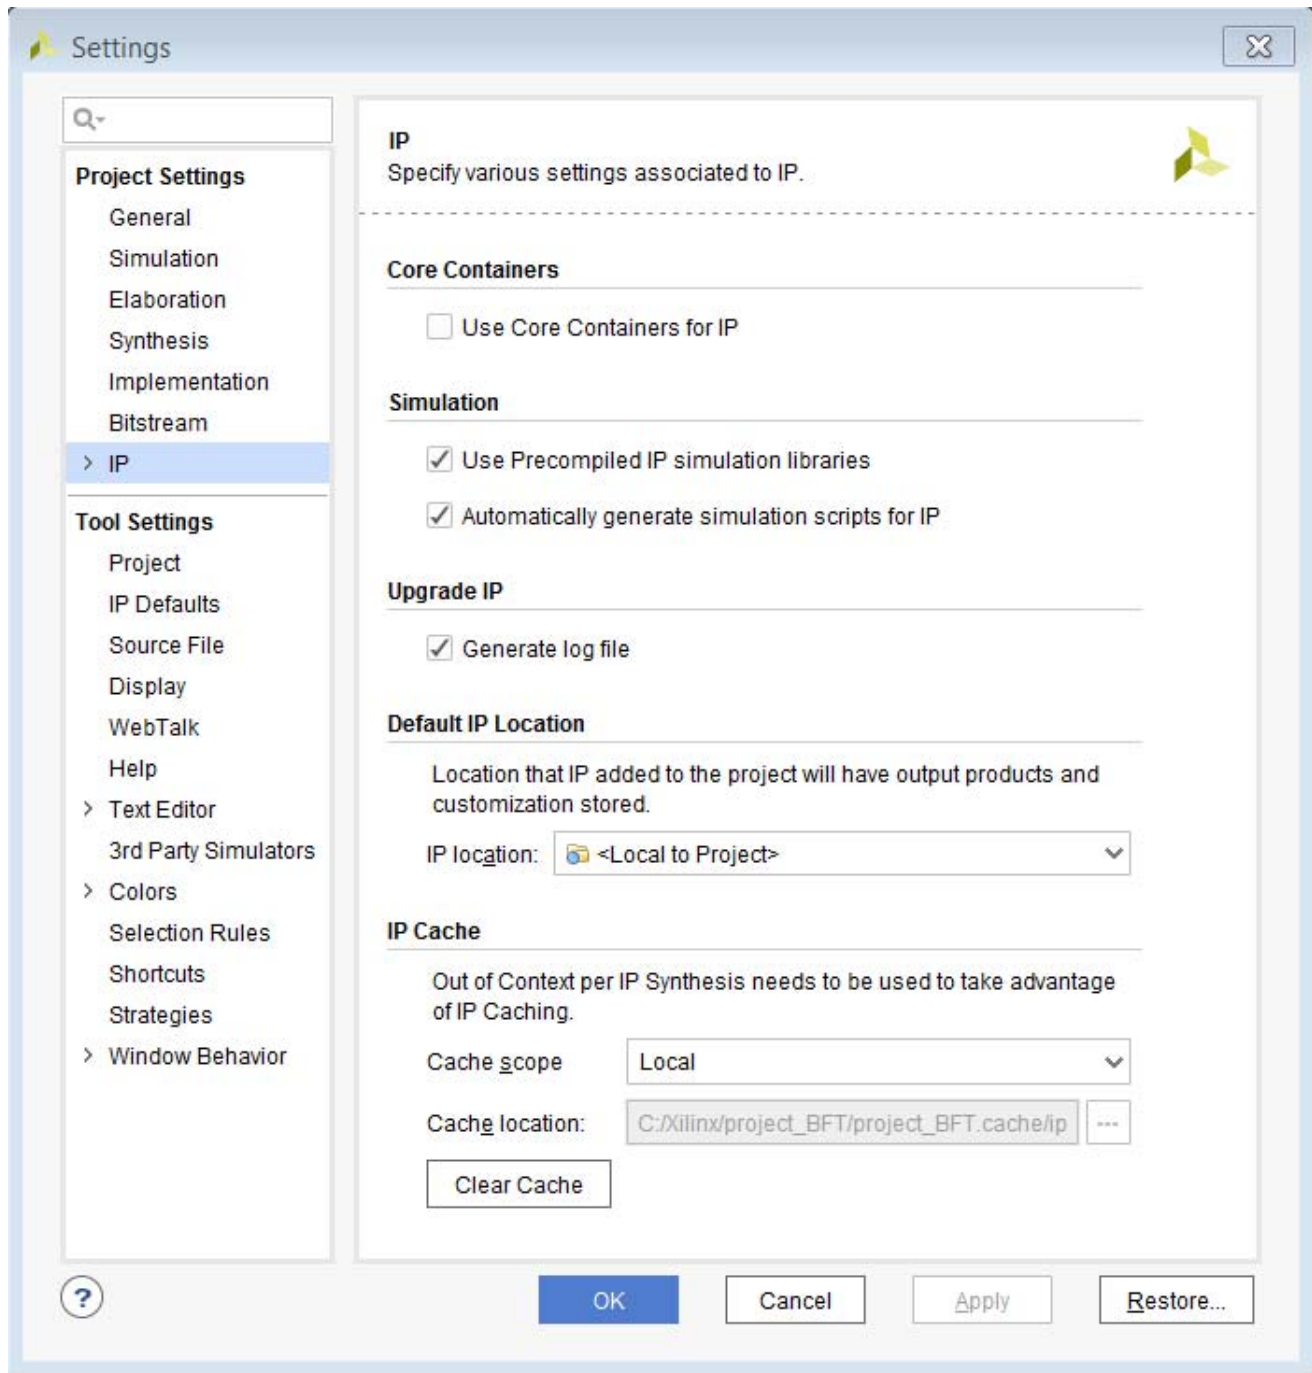 Settings
Project Settings
General
Simulation
Elaboration
Synthesis
Implementation
Bitstream
IP
Tool Settings
Project
IP Defaults
Source File
Display
WebTalk
Help
Text Editor
3rd Party Simulators
Colors
Selection Rules
Shortcuts
Strategies
Window Behavior
IP
Specify various settings associated to IP.
Core Containers
Use Core Containers for IP
Simulation
Use Precompiled IP simulation libraries
Automatically generate simulation scripts for IP
Upgrade IP
Generate log file
Default IP Location
Location that IP added to the project will have output products and
customization stored.
IP location: <Local to Project>
IP Cache
Out of Context per IP Synthesis needs to be used to take advantage
of IP Caching.
Cache scope Local
Cache location: C:/Xilinx/project_BFT/project_BFT.cache/ip ...
Clear Cache
? OK Cancel Apply Restore...